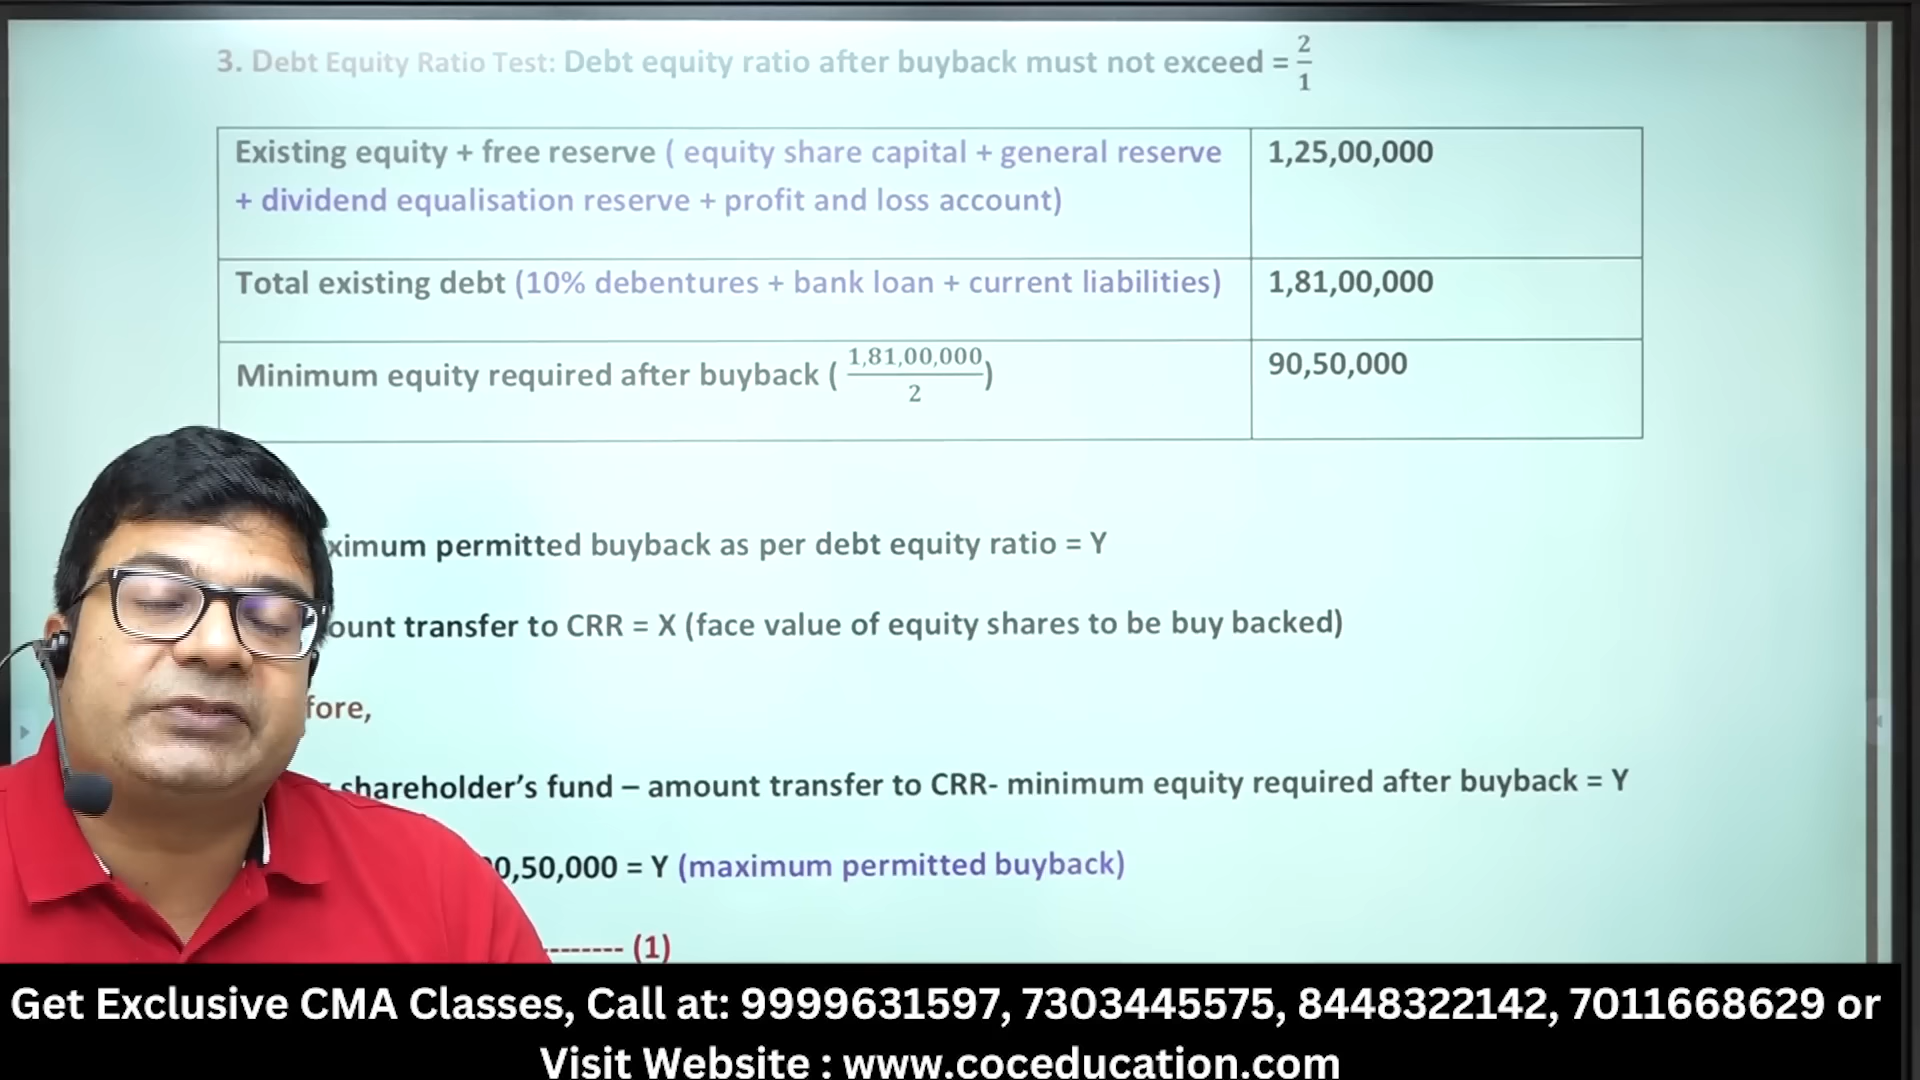 3. Debt Equity Ratio Test: Debt equity ratio after buyback must not exceed = 2/1
Existing equity + free reserve ( equity share capital + general reserve
+ dividend equalisation reserve + profit and loss account)
1,25,00,000
Total existing debt (10% debentures + bank loan + current liabilities)
1,81,00,000
Minimum equity required after buyback ( 1,81,00,000/2 )
90,50,000
permitted buyback as per debt equity ratio = Y
transfer to CRR = X (face value of equity shares to be buy backed)
shareholder’s fund – amount transfer to CRR- minimum equity required after buyback = Y
0,50,000 = Y (maximum permitted buyback)
-------- (1)
Get Exclusive CMA Classes, Call at: 9999631597, 7303445575, 8448322142, 7011668629 or
Visit Website : www.coceducation.com